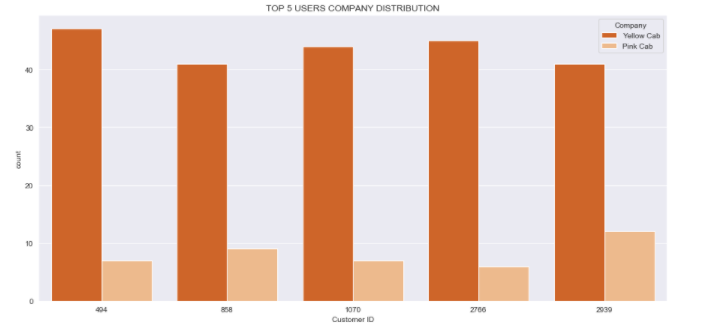 TOP 5 USERS COMPANY DISTRIBUTION
Company
Yellow Cab
Pink Cab
count
40
30
20
10
0
494
858
1070
2766
2939
Customer ID